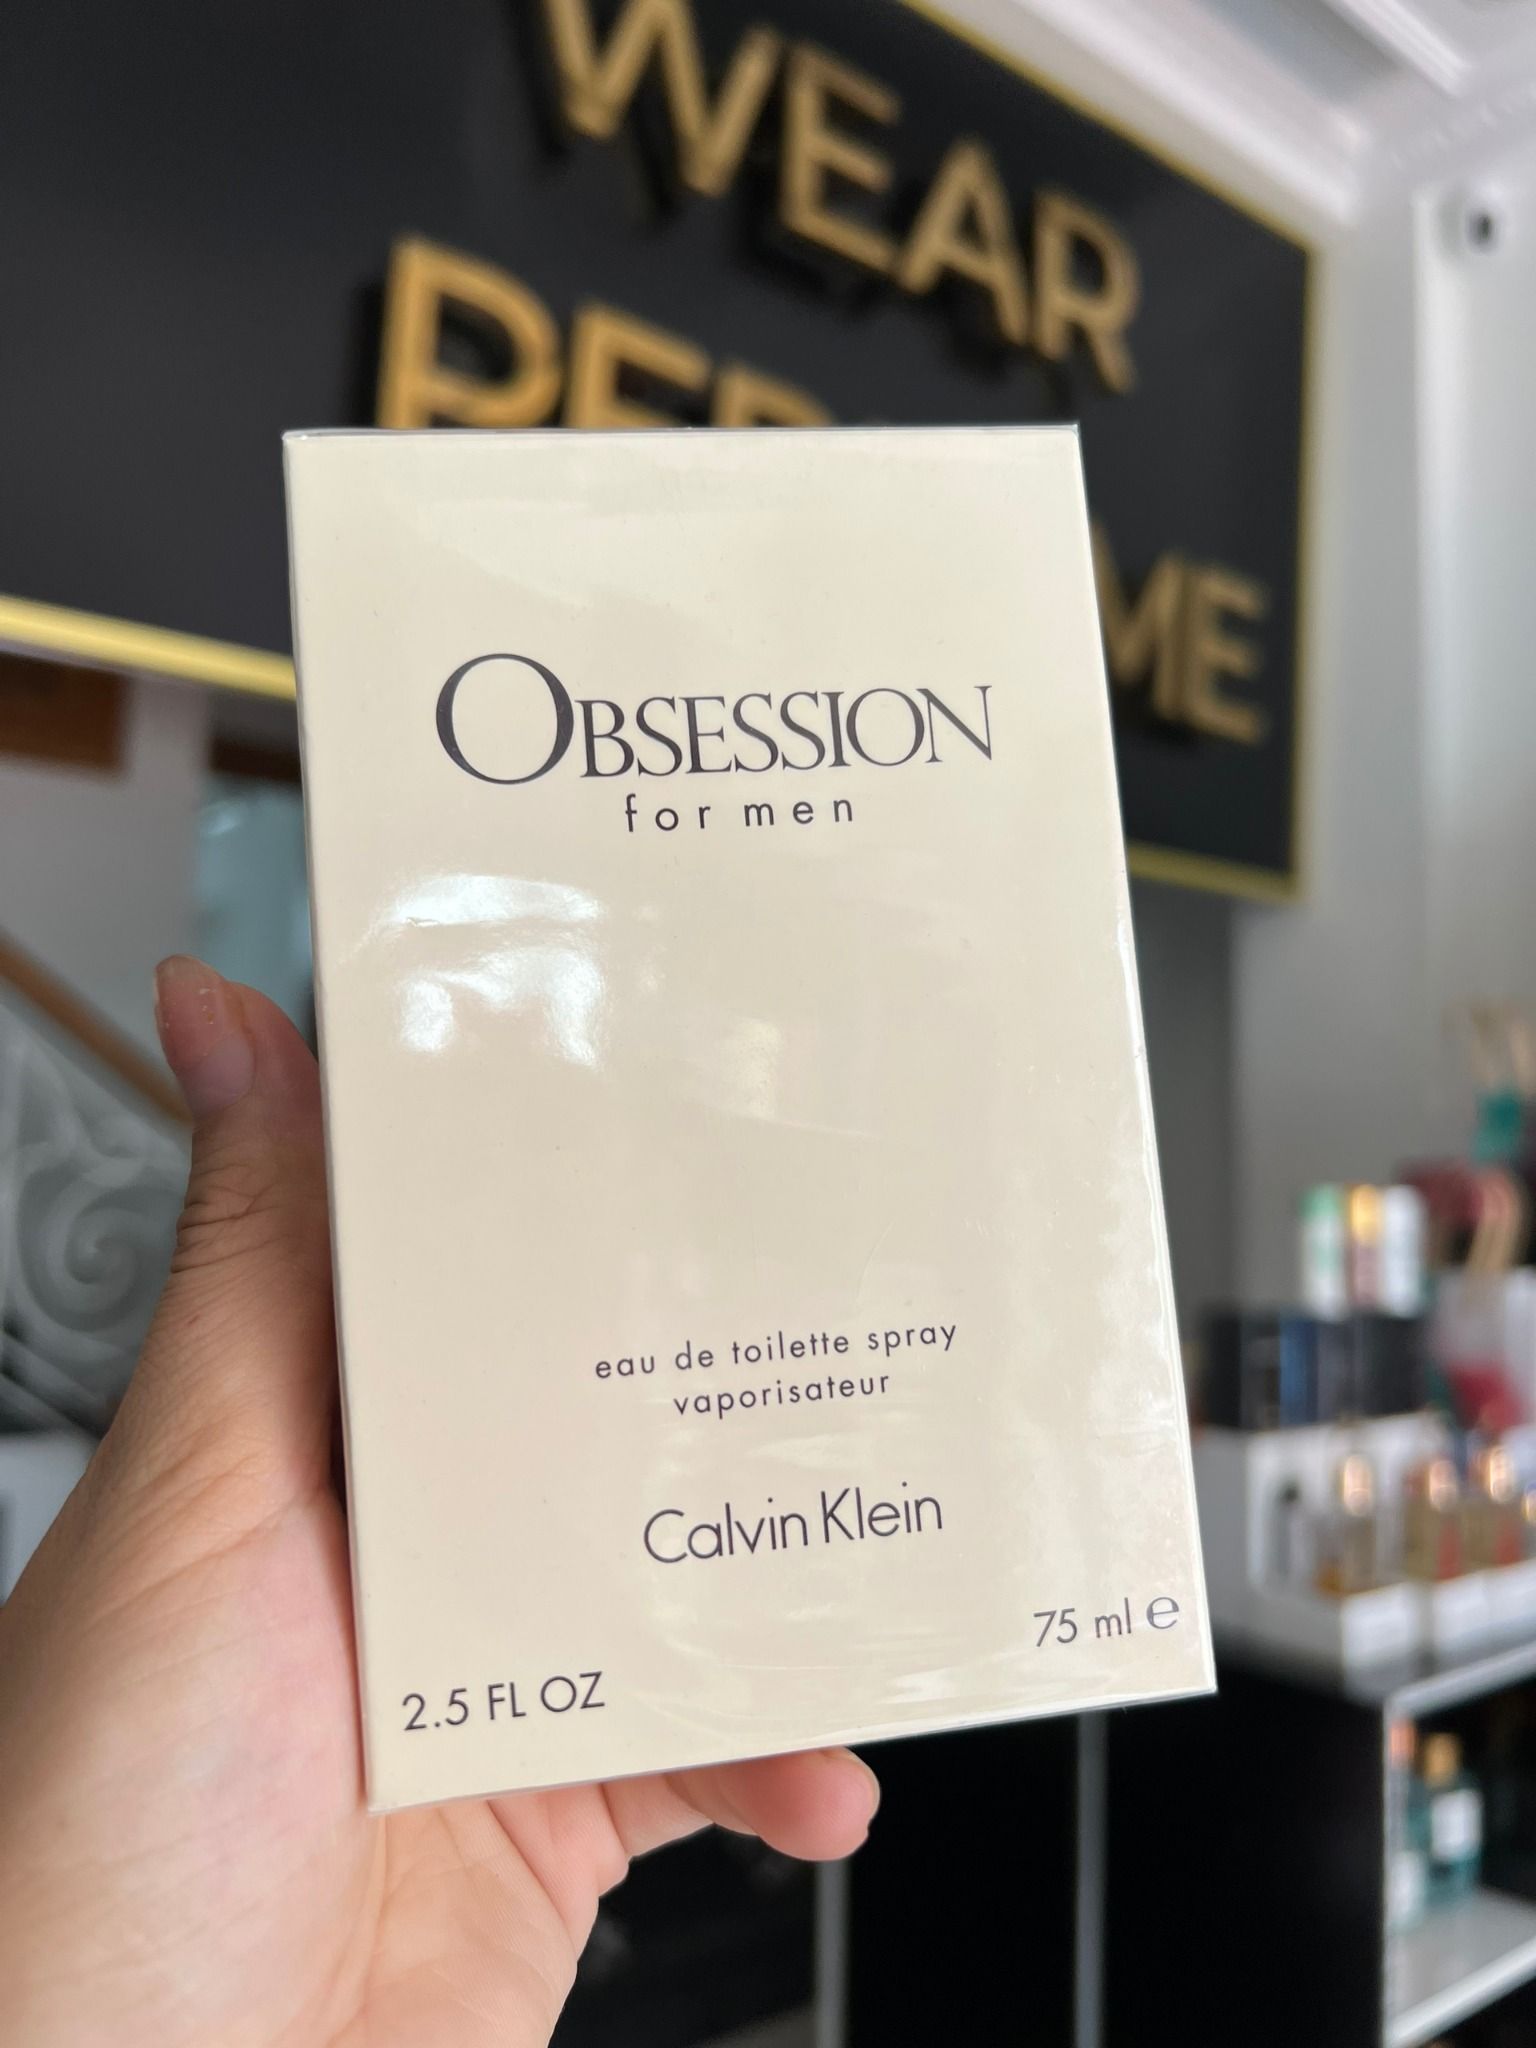 WEAR
OBSESSION
for men
eau de toilette spray
vaporisateur
Calvin Klein
75 ml ℮
2.5 FL OZ